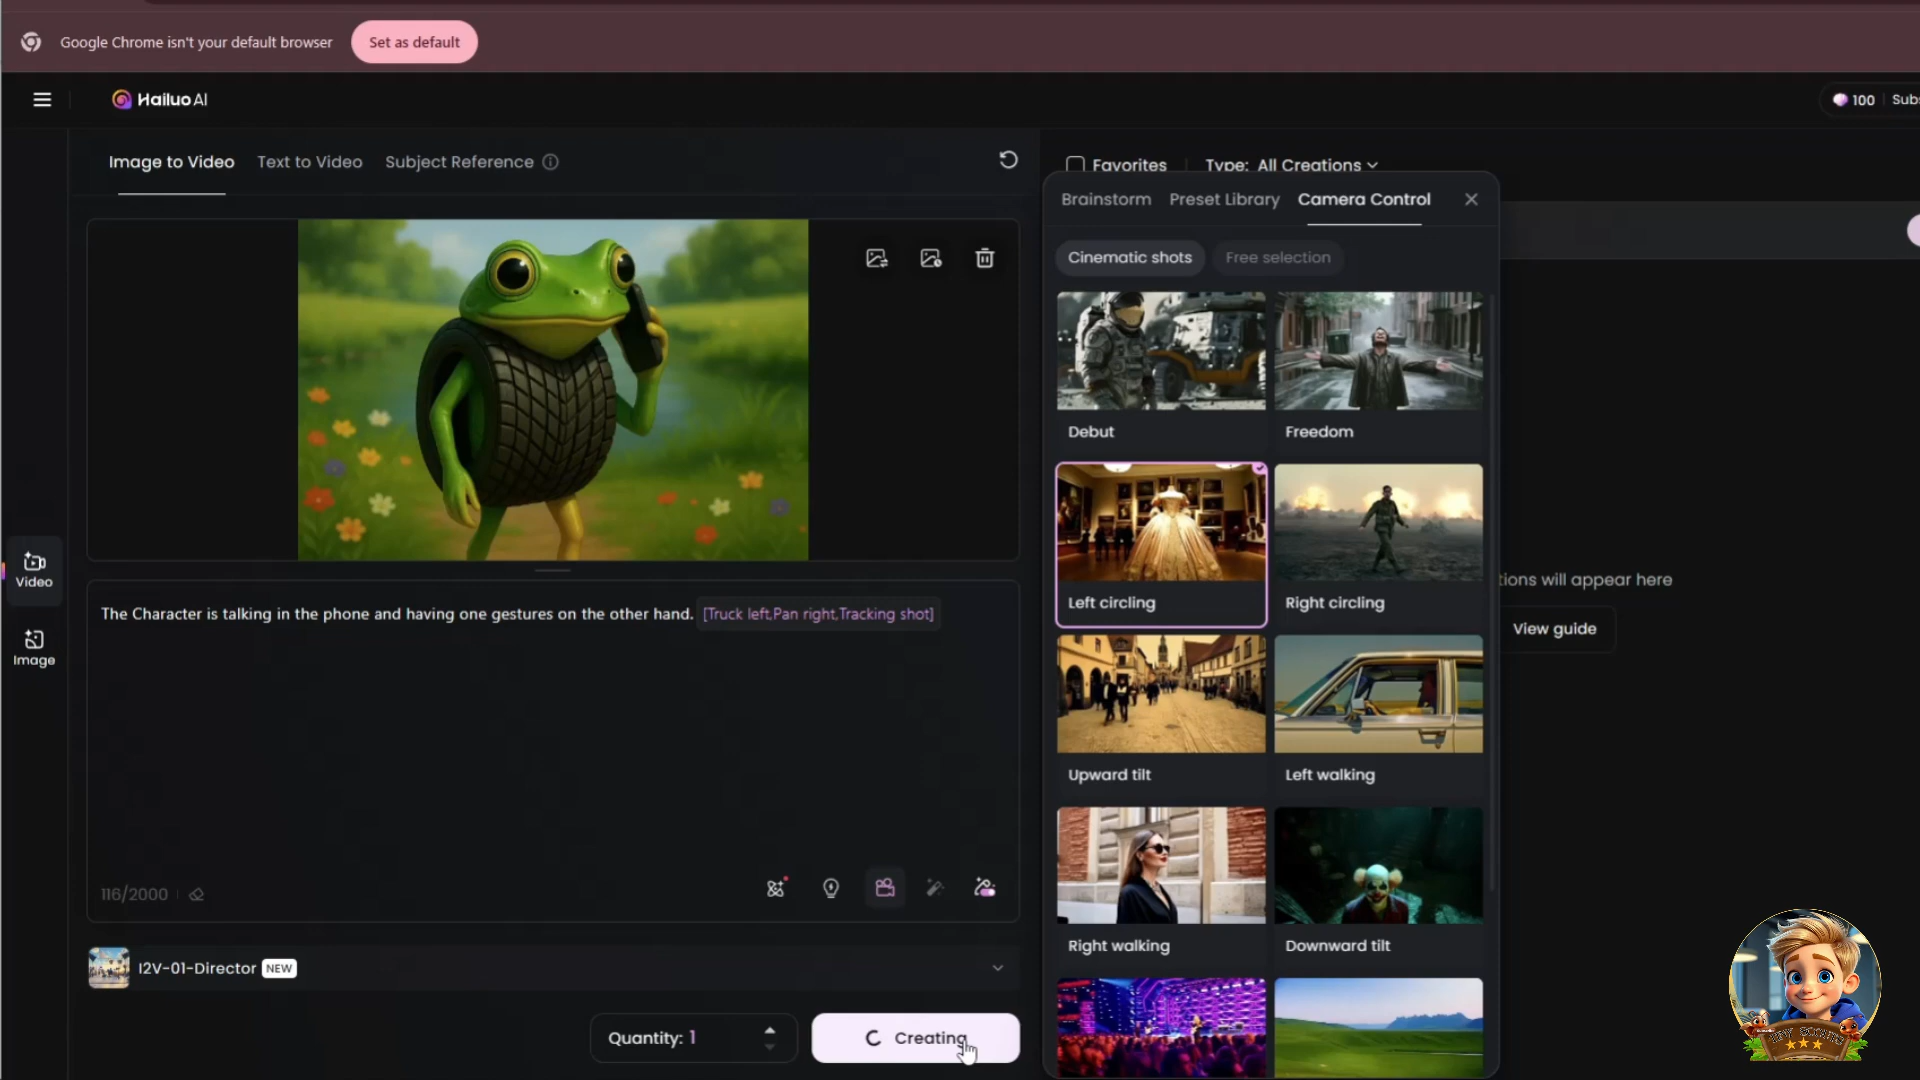 Google Chrome isn't your default browser
Set as default
Hailuo AI
100
Subs
Image to Video
Text to Video
Subject Reference
Favorites
Type: All Creations
Brainstorm
Preset Library
Camera Control
Cinematic shots
Free selection
Debut
Freedom
Left circling
Right circling
tions will appear here
View guide
Video
Image
The Character is talking in the phone and having one gestures on the other hand. [Truck left,Pan right,Tracking shot]
Upward tilt
Left walking
116/2000
Right walking
Downward tilt
I2V-01-Director NEW
Quantity: 1
Creating